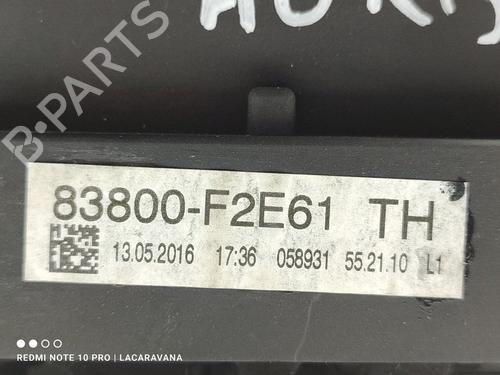 AURIS
B-PARTS
83800-F2E61 TH
13.05.2016 17:36 058931 55.21.10 L1
REDMI NOTE 10 PRO | LACARAVANA